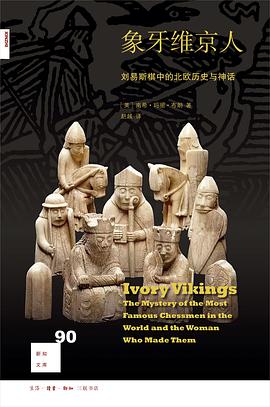 象牙维京人
刘易斯棋中的北欧历史与神话
［美］南希·玛丽·布朗 著
赵越 译
Ivory Vikings
The Mystery of the Most
Famous Chessmen in the
World and the Woman
Who Made Them
90
新知
文库
生活·读书·新知 三联书店